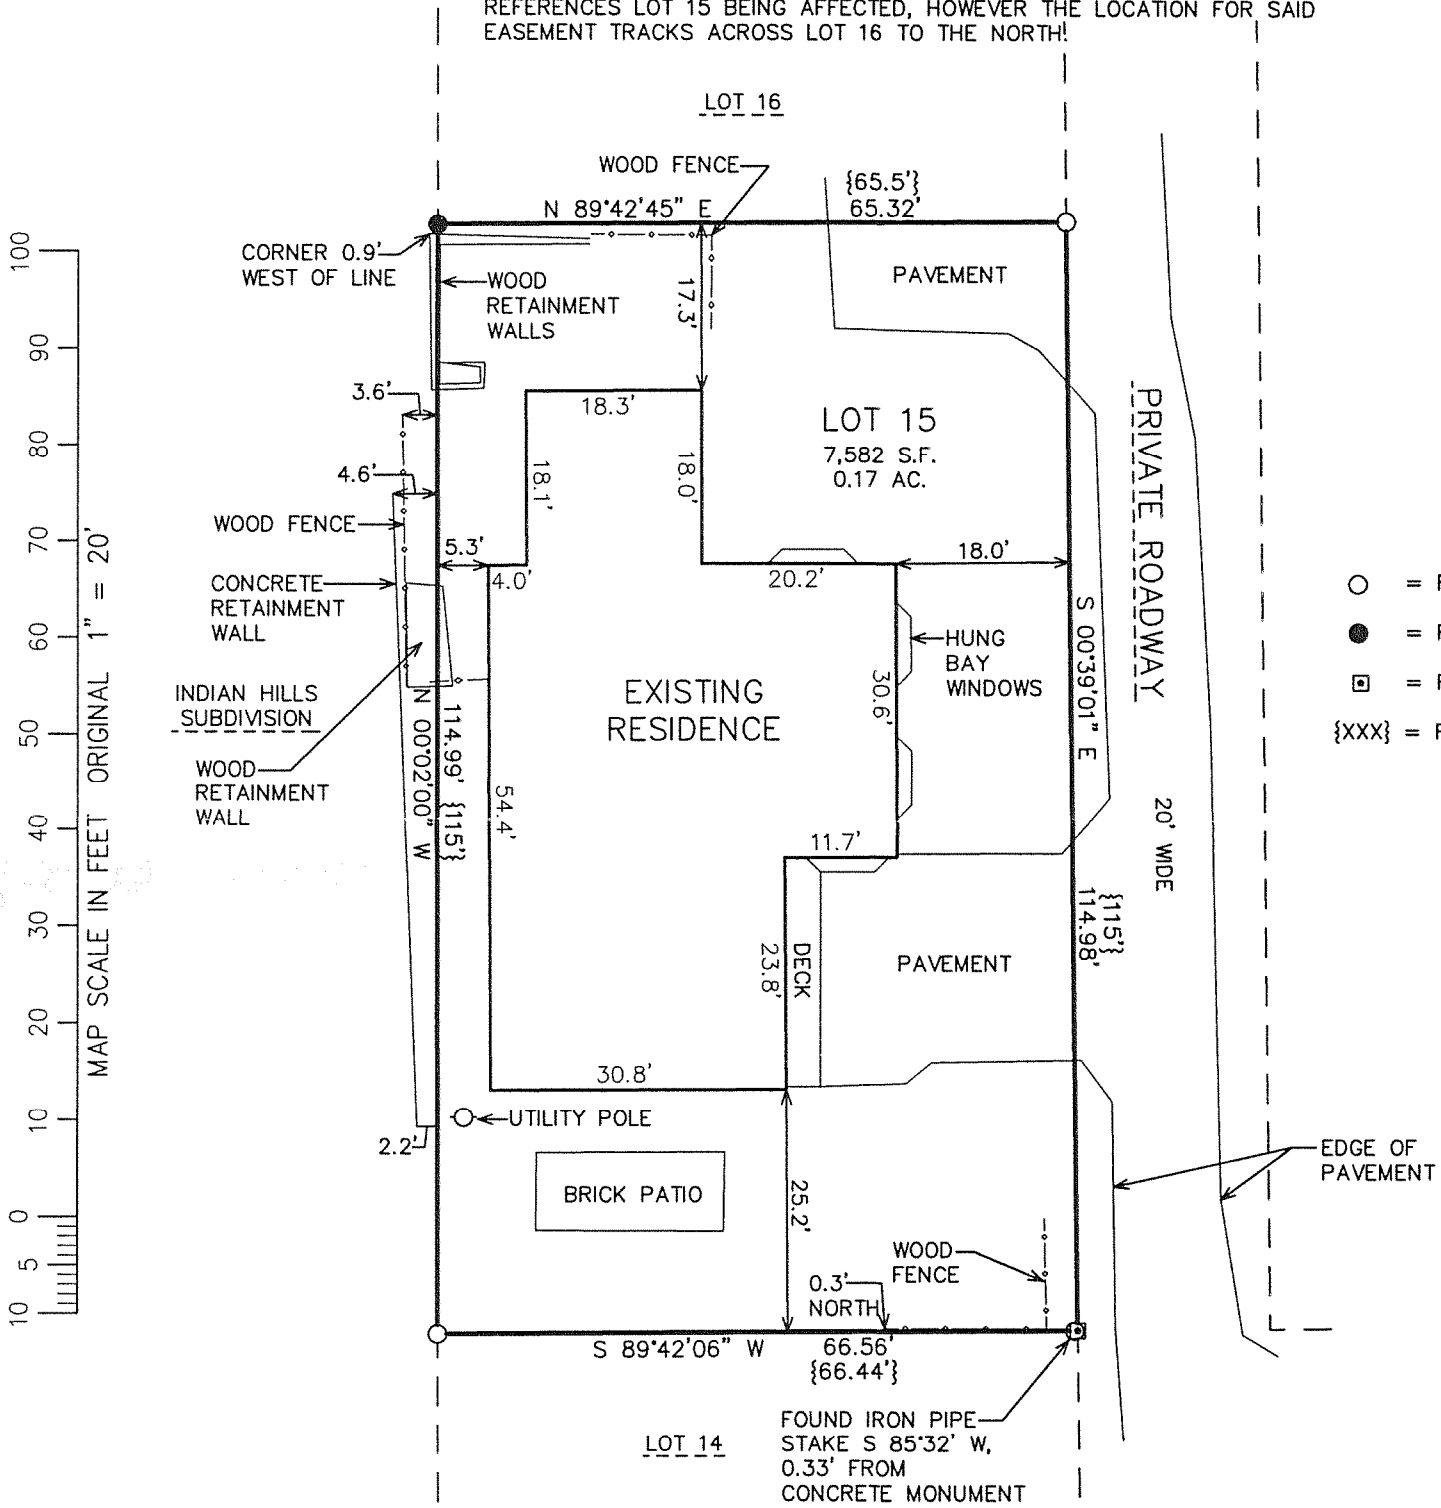 REFERENCES LOT 15 BEING AFFECTED, HOWEVER THE LOCATION FOR SAID
EASEMENT TRACKS ACROSS LOT 16 TO THE NORTH.
LOT 16
WOOD FENCE
{65.5'}
N 89°42'45" E
65.32'
CORNER 0.9'
WEST OF LINE
WOOD
RETAINMENT
WALLS
17.3'
PAVEMENT
3.6'
18.3'
LOT 15
7,582 S.F.
0.17 AC.
4.6'
18.1'
18.0'
WOOD FENCE
5.3'
4.0'
20.2'
18.0'
CONCRETE
RETAINMENT
WALL
PRIVATE ROADWAY
20' WIDE
S 00°39'01" E
{115'}
114.98'
HUNG
BAY
WINDOWS
30.6'
INDIAN HILLS
SUBDIVISION
EXISTING
RESIDENCE
WOOD
RETAINMENT
WALL
114.99' {115'}
N 00°02'00" W
54.4'
11.7'
23.8'
DECK
PAVEMENT
30.8'
UTILITY POLE
2.2'
BRICK PATIO
25.2'
EDGE OF
PAVEMENT
WOOD
FENCE
0.3'
NORTH
S 89°42'06" W
66.56'
{66.44'}
LOT 14
FOUND IRON PIPE
STAKE S 85°32' W,
0.33' FROM
CONCRETE MONUMENT
= F
= F
= F
{XXX} = F
100
90
80
70
60
50
40
30
20
10
0
5
10
MAP SCALE IN FEET ORIGINAL 1" = 20'